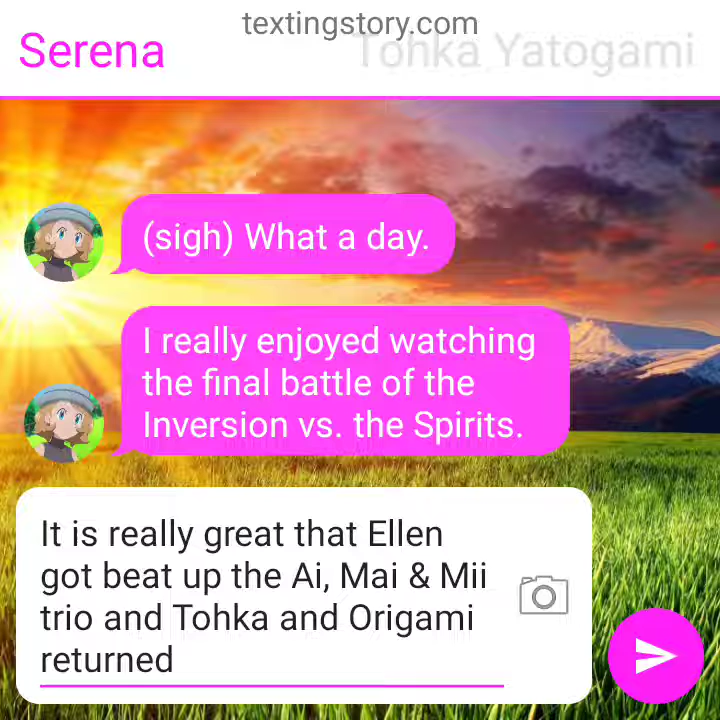 textingstory.com
Serena
Tohka Yatogami
(sigh) What a day.
I really enjoyed watching
the final battle of the
Inversion vs. the Spirits.
It is really great that Ellen
got beat up the Ai, Mai & Mii
trio and Tohka and Origami
returned